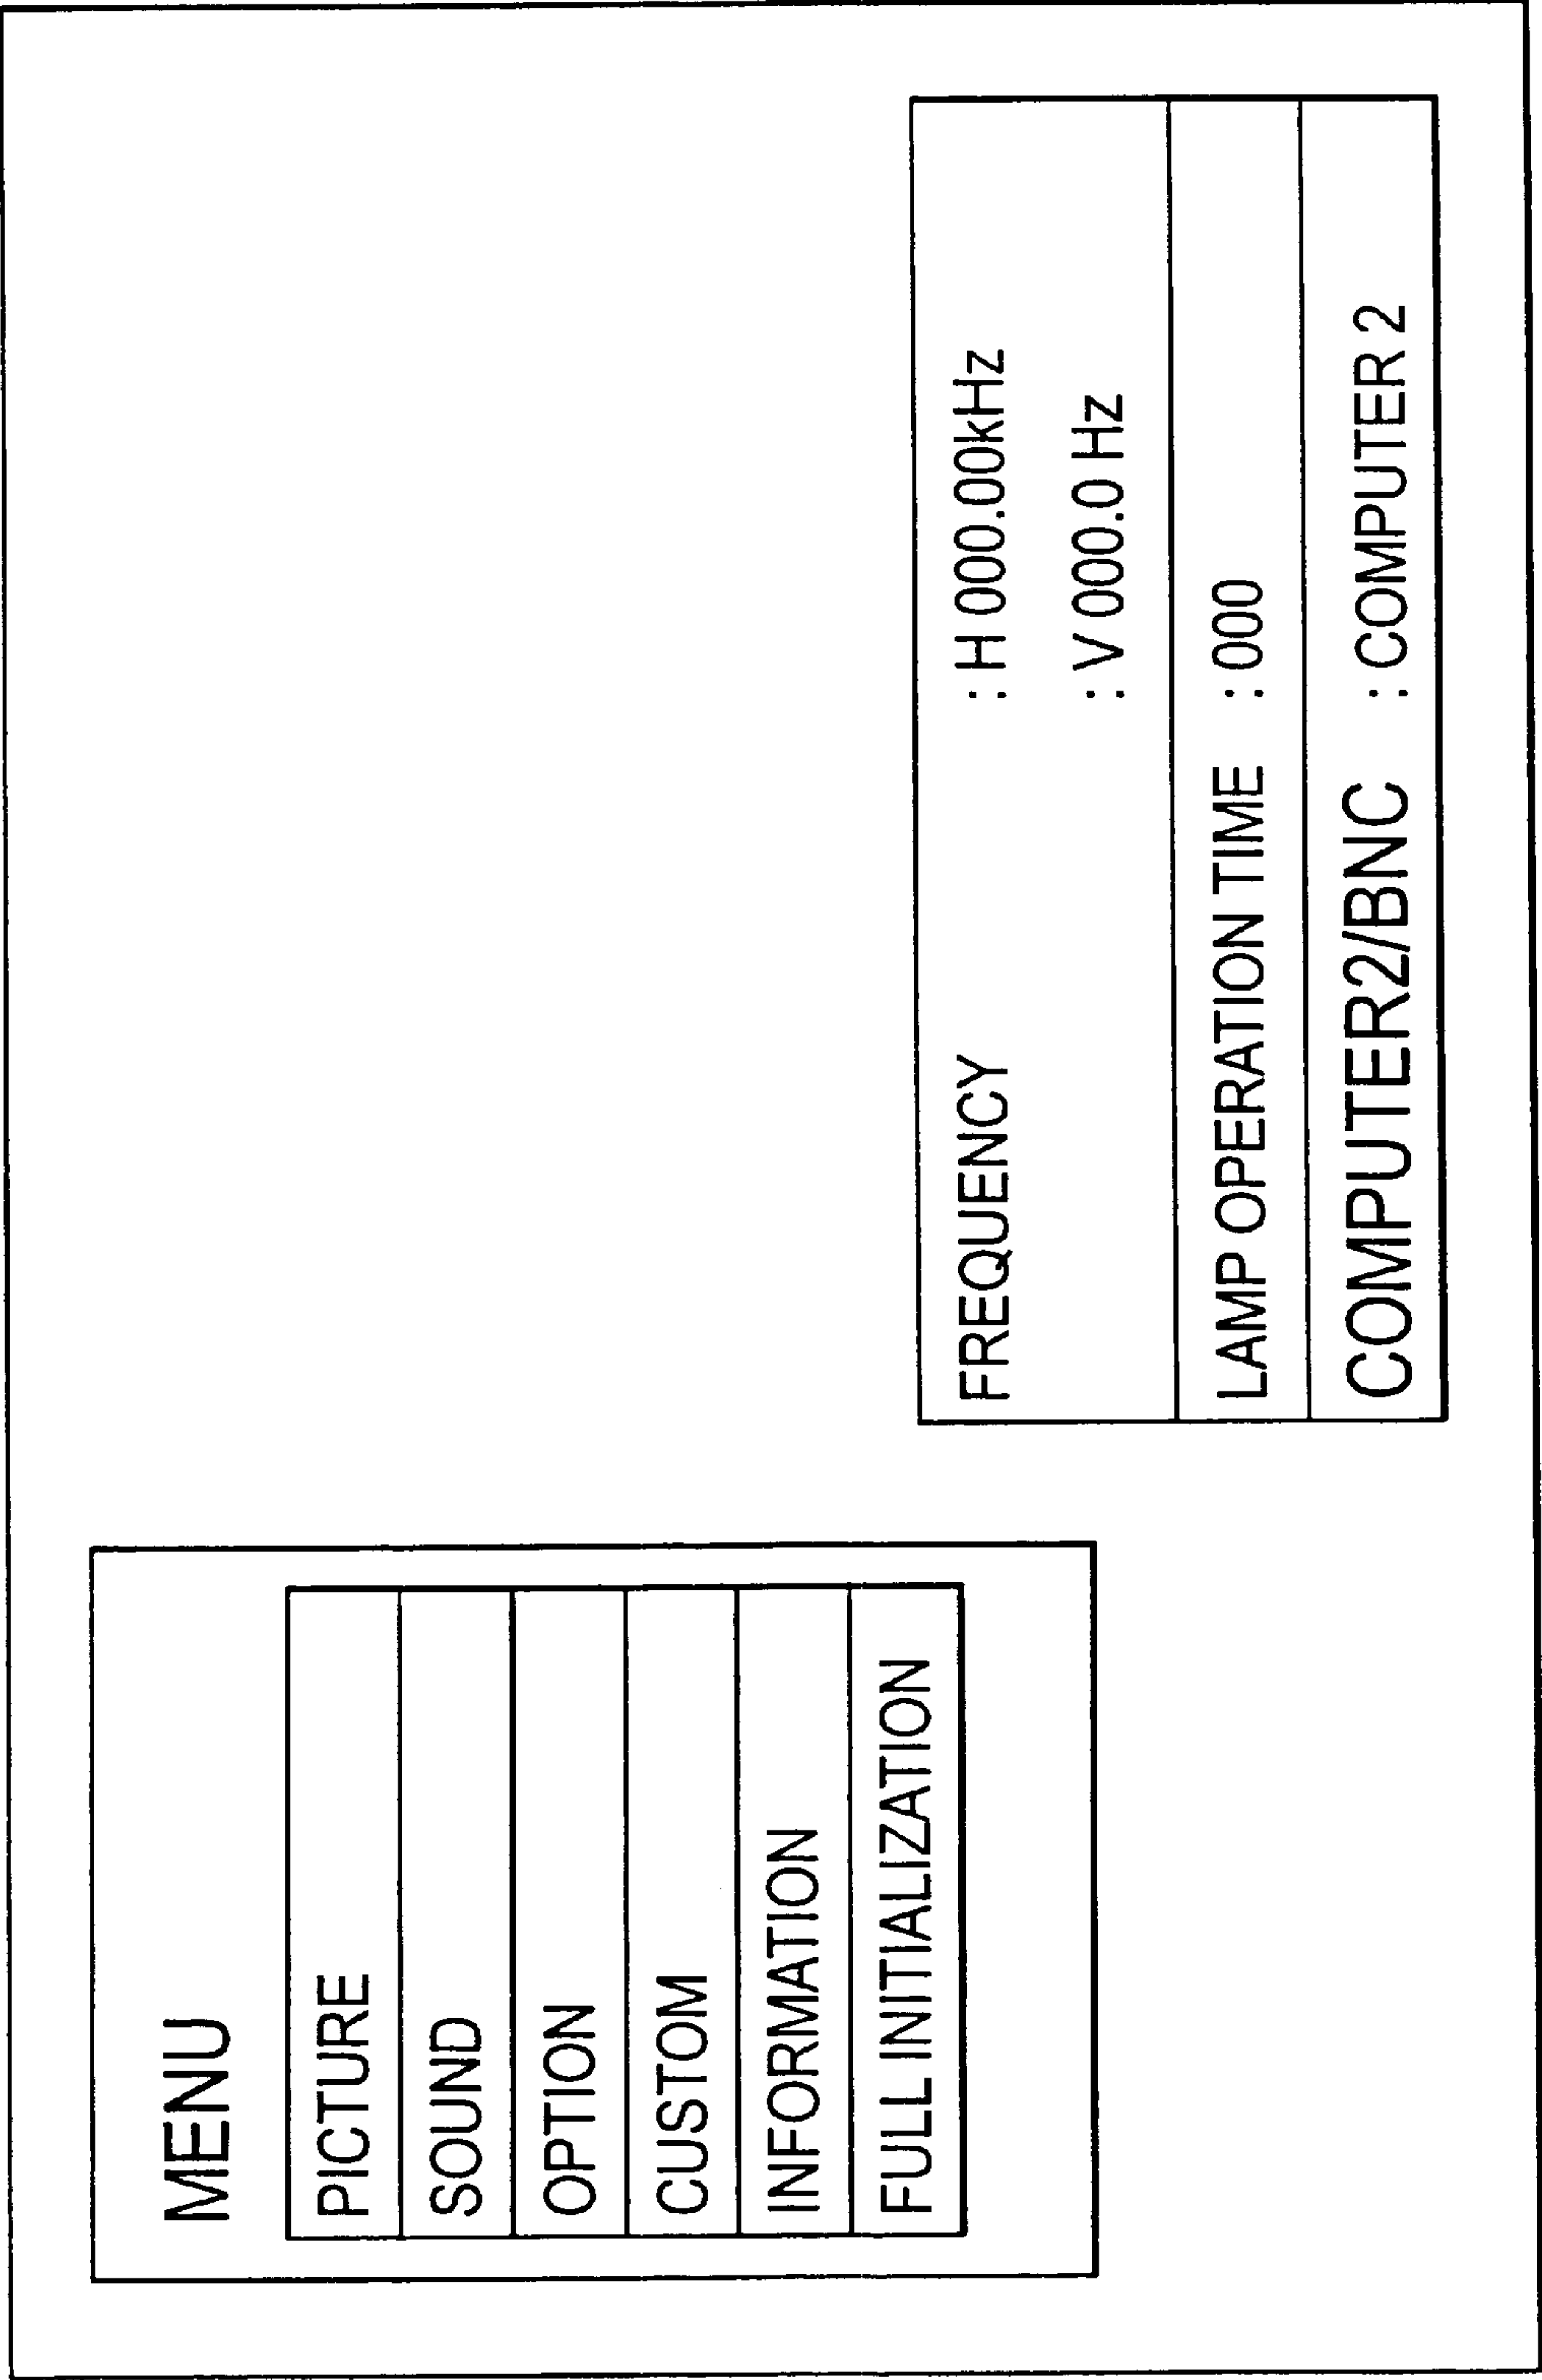 MENU
PICTURE
SOUND
OPTION
CUSTOM
INFORMATION
FULL INITIALIZATION
FREQUENCY : H 000.00kHz
: V 000.0 Hz
LAMP OPERATION TIME : 000
COMPUTER2/BNC : COMPUTER 2